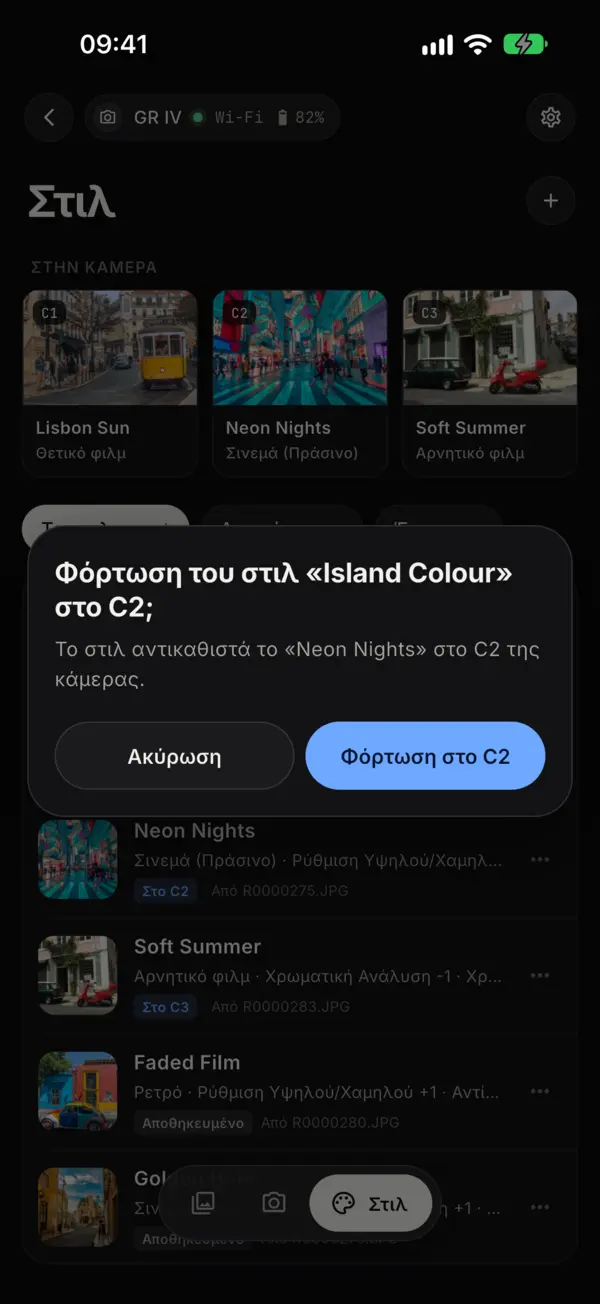 09:41
GR IV Wi-Fi 82%
Στιλ
ΣΤΗΝ ΚΑΜΕΡΑ
C1
C2
C3
Lisbon Sun
Θετικό φιλμ
Neon Nights
Σινεμά (Πράσινο)
Soft Summer
Αρνητικό φιλμ
Φόρτωση του στιλ «Island Colour»
στο C2;
Το στιλ αντικαθιστά το «Neon Nights» στο C2 της
κάμερας.
Ακύρωση
Φόρτωση στο C2
Neon Nights
Σινεμά (Πράσινο) · Ρύθμιση Υψηλού/Χαμηλ...
Στο C2 Από R0000275.JPG
Soft Summer
Αρνητικό φιλμ · Χρωματική Ανάλυση -1 · Χρ...
Στο C3 Από R0000283.JPG
Faded Film
Ρετρό · Ρύθμιση Υψηλού/Χαμηλού +1 · Αντί...
Αποθηκευμένο Από R0000280.JPG
+1 · ...
Στιλ
Αποθηκευμένο